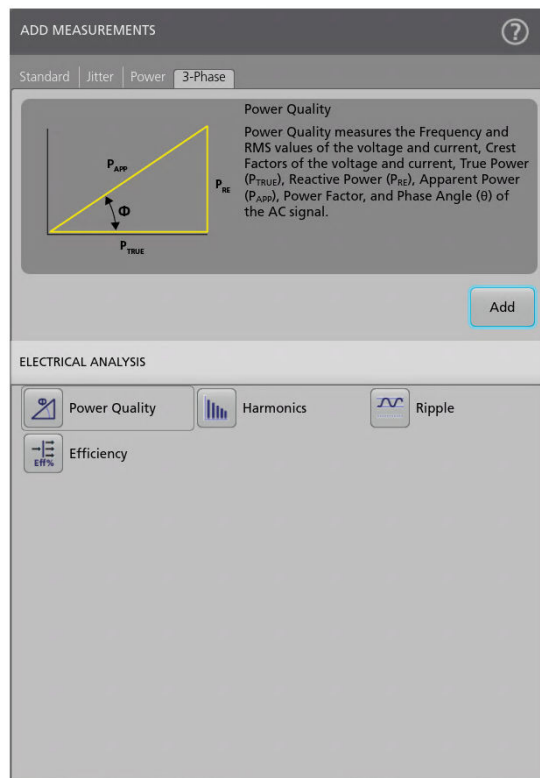 ADD MEASUREMENTS
?
Standard Jitter Power 3-Phase
Power Quality
Power Quality measures the Frequency and
RMS values of the voltage and current, Crest
Factors of the voltage and current, True Power
(PTRUE), Reactive Power (PRE), Apparent Power
(PAPP), Power Factor, and Phase Angle (θ) of
the AC signal.
PAPP
PRE
Φ
PTRUE
Add
ELECTRICAL ANALYSIS
Φ Power Quality
Harmonics
Ripple
Eff% Efficiency